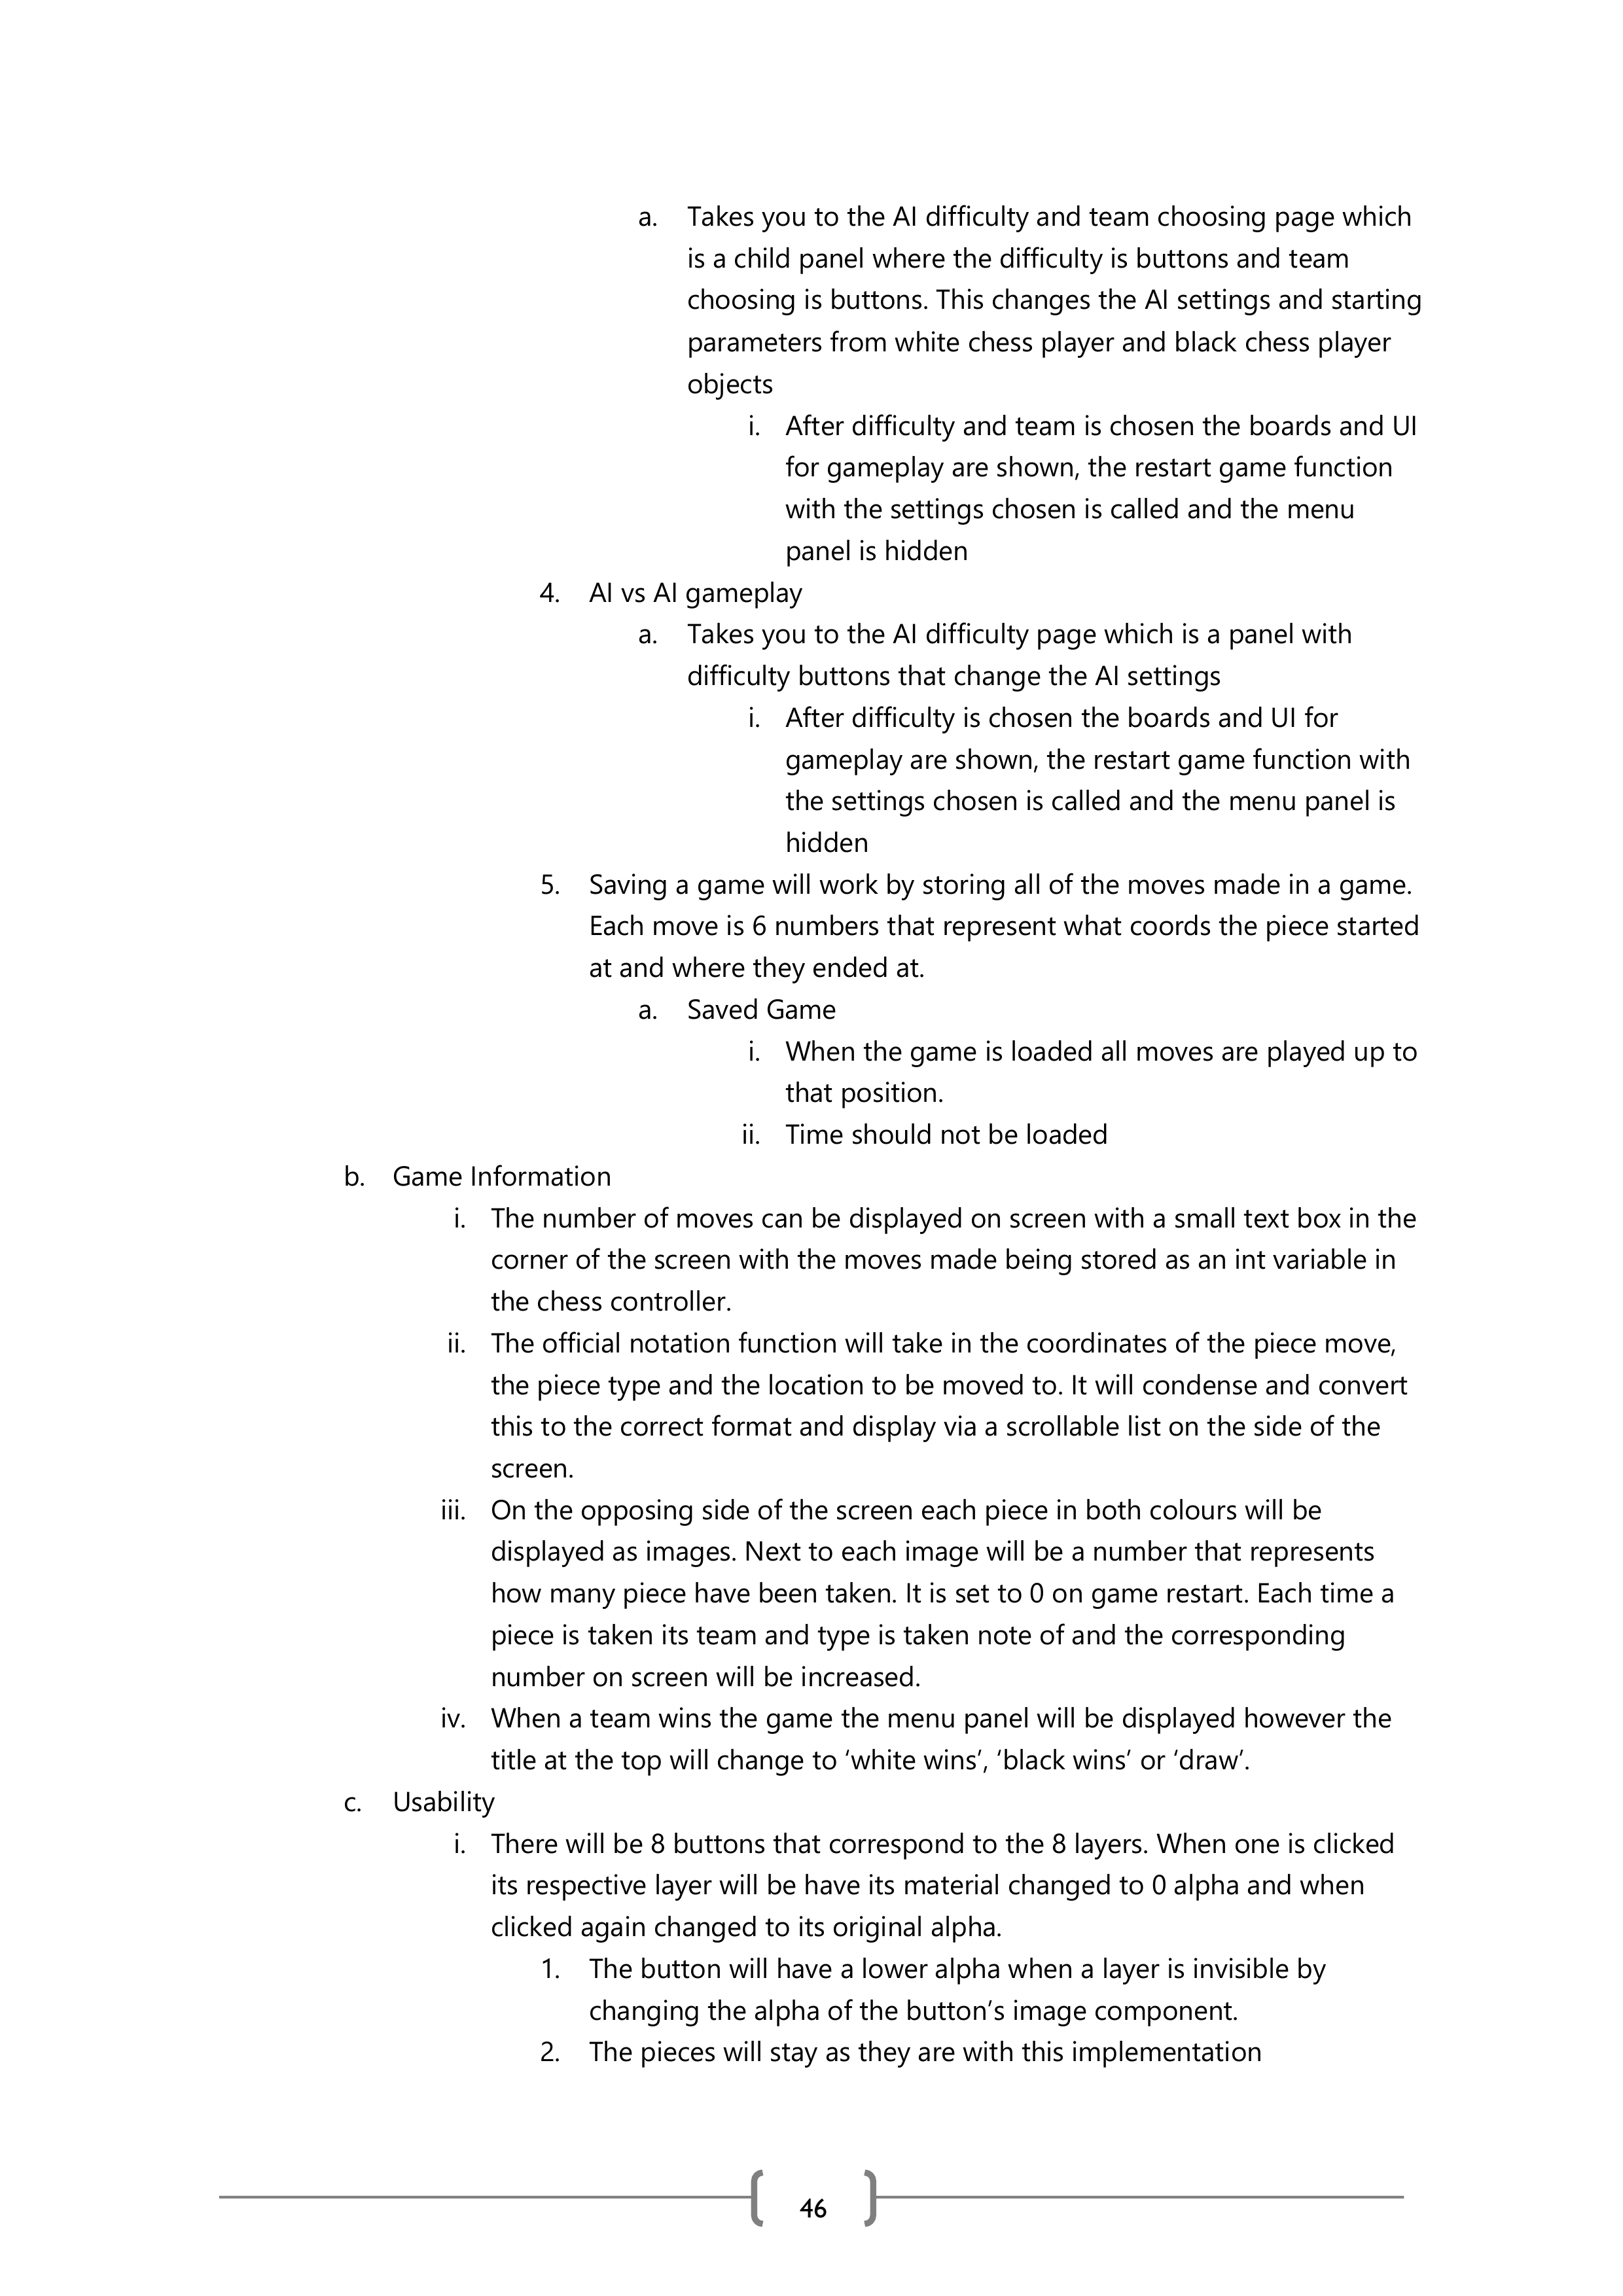 a. Takes you to the AI difficulty and team choosing page which
is a child panel where the difficulty is buttons and team
choosing is buttons. This changes the AI settings and starting
parameters from white chess player and black chess player
objects
i. After difficulty and team is chosen the boards and UI
for gameplay are shown, the restart game function
with the settings chosen is called and the menu
panel is hidden
4. AI vs AI gameplay
a. Takes you to the AI difficulty page which is a panel with
difficulty buttons that change the AI settings
i. After difficulty is chosen the boards and UI for
gameplay are shown, the restart game function with
the settings chosen is called and the menu panel is
hidden
5. Saving a game will work by storing all of the moves made in a game.
Each move is 6 numbers that represent what coords the piece started
at and where they ended at.
a. Saved Game
i. When the game is loaded all moves are played up to
that position.
ii. Time should not be loaded
b. Game Information
i. The number of moves can be displayed on screen with a small text box in the
corner of the screen with the moves made being stored as an int variable in
the chess controller.
ii. The official notation function will take in the coordinates of the piece move,
the piece type and the location to be moved to. It will condense and convert
this to the correct format and display via a scrollable list on the side of the
screen.
iii. On the opposing side of the screen each piece in both colours will be
displayed as images. Next to each image will be a number that represents
how many piece have been taken. It is set to 0 on game restart. Each time a
piece is taken its team and type is taken note of and the corresponding
number on screen will be increased.
iv. When a team wins the game the menu panel will be displayed however the
title at the top will change to ‘white wins’, ‘black wins’ or ‘draw’.
c. Usability
i. There will be 8 buttons that correspond to the 8 layers. When one is clicked
its respective layer will be have its material changed to 0 alpha and when
clicked again changed to its original alpha.
1. The button will have a lower alpha when a layer is invisible by
changing the alpha of the button’s image component.
2. The pieces will stay as they are with this implementation
46